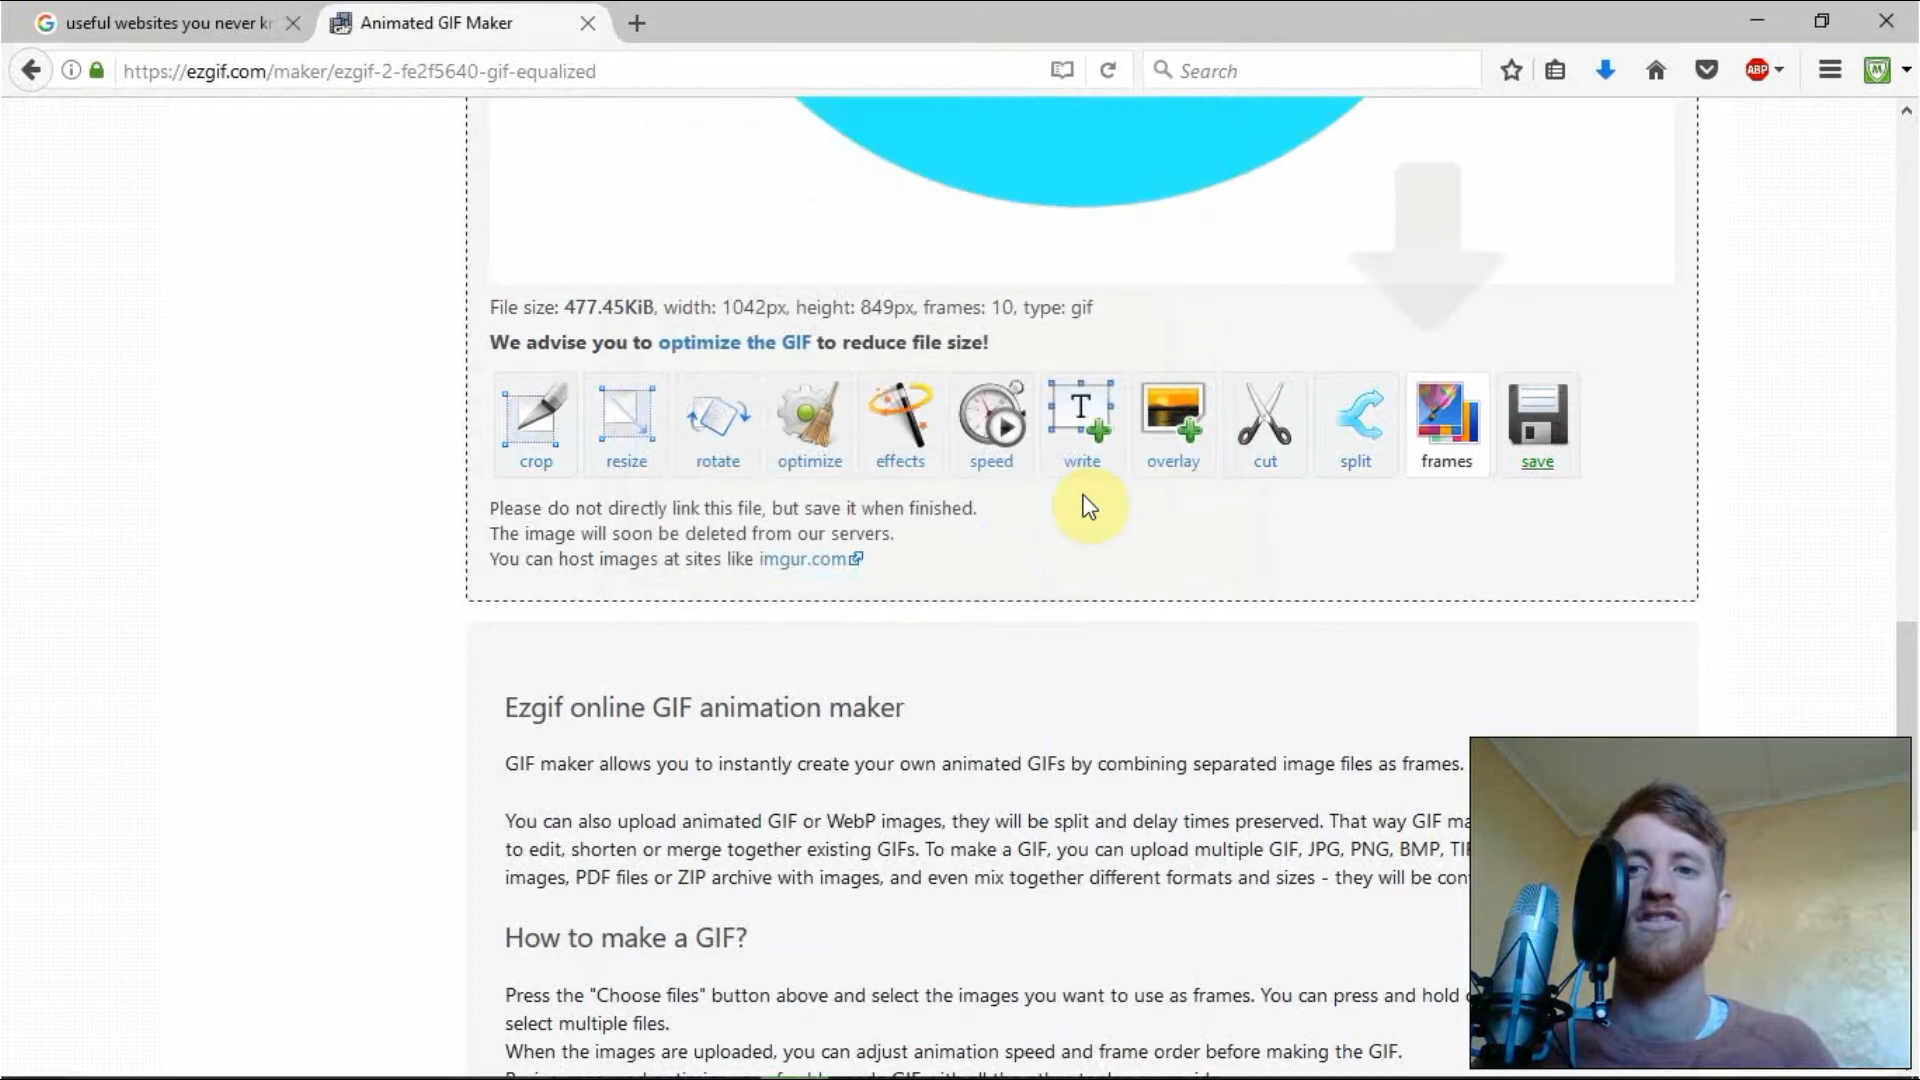 useful websites you never kn
Animated GIF Maker
https://ezgif.com/maker/ezgif-2-fe2f5640-gif-equalized
Search
ABP
File size: 477.45KiB, width: 1042px, height: 849px, frames: 10, type: gif
We advise you to optimize the GIF to reduce file size!
T
crop resize rotate optimize effects speed write overlay cut split frames save
Please do not directly link this file, but save it when finished.
The image will soon be deleted from our servers.
You can host images at sites like imgur.com
Ezgif online GIF animation maker
GIF maker allows you to instantly create your own animated GIFs by combining separated image files as frames.
You can also upload animated GIF or WebP images, they will be split and delay times preserved. That way GIF ma
to edit, shorten or merge together existing GIFs. To make a GIF, you can upload multiple GIF, JPG, PNG, BMP, TI
images, PDF files or ZIP archive with images, and even mix together different formats and sizes - they will be con
How to make a GIF?
Press the "Choose files" button above and select the images you want to use as frames. You can press and hold
select multiple files.
When the images are uploaded, you can adjust animation speed and frame order before making the GIF.